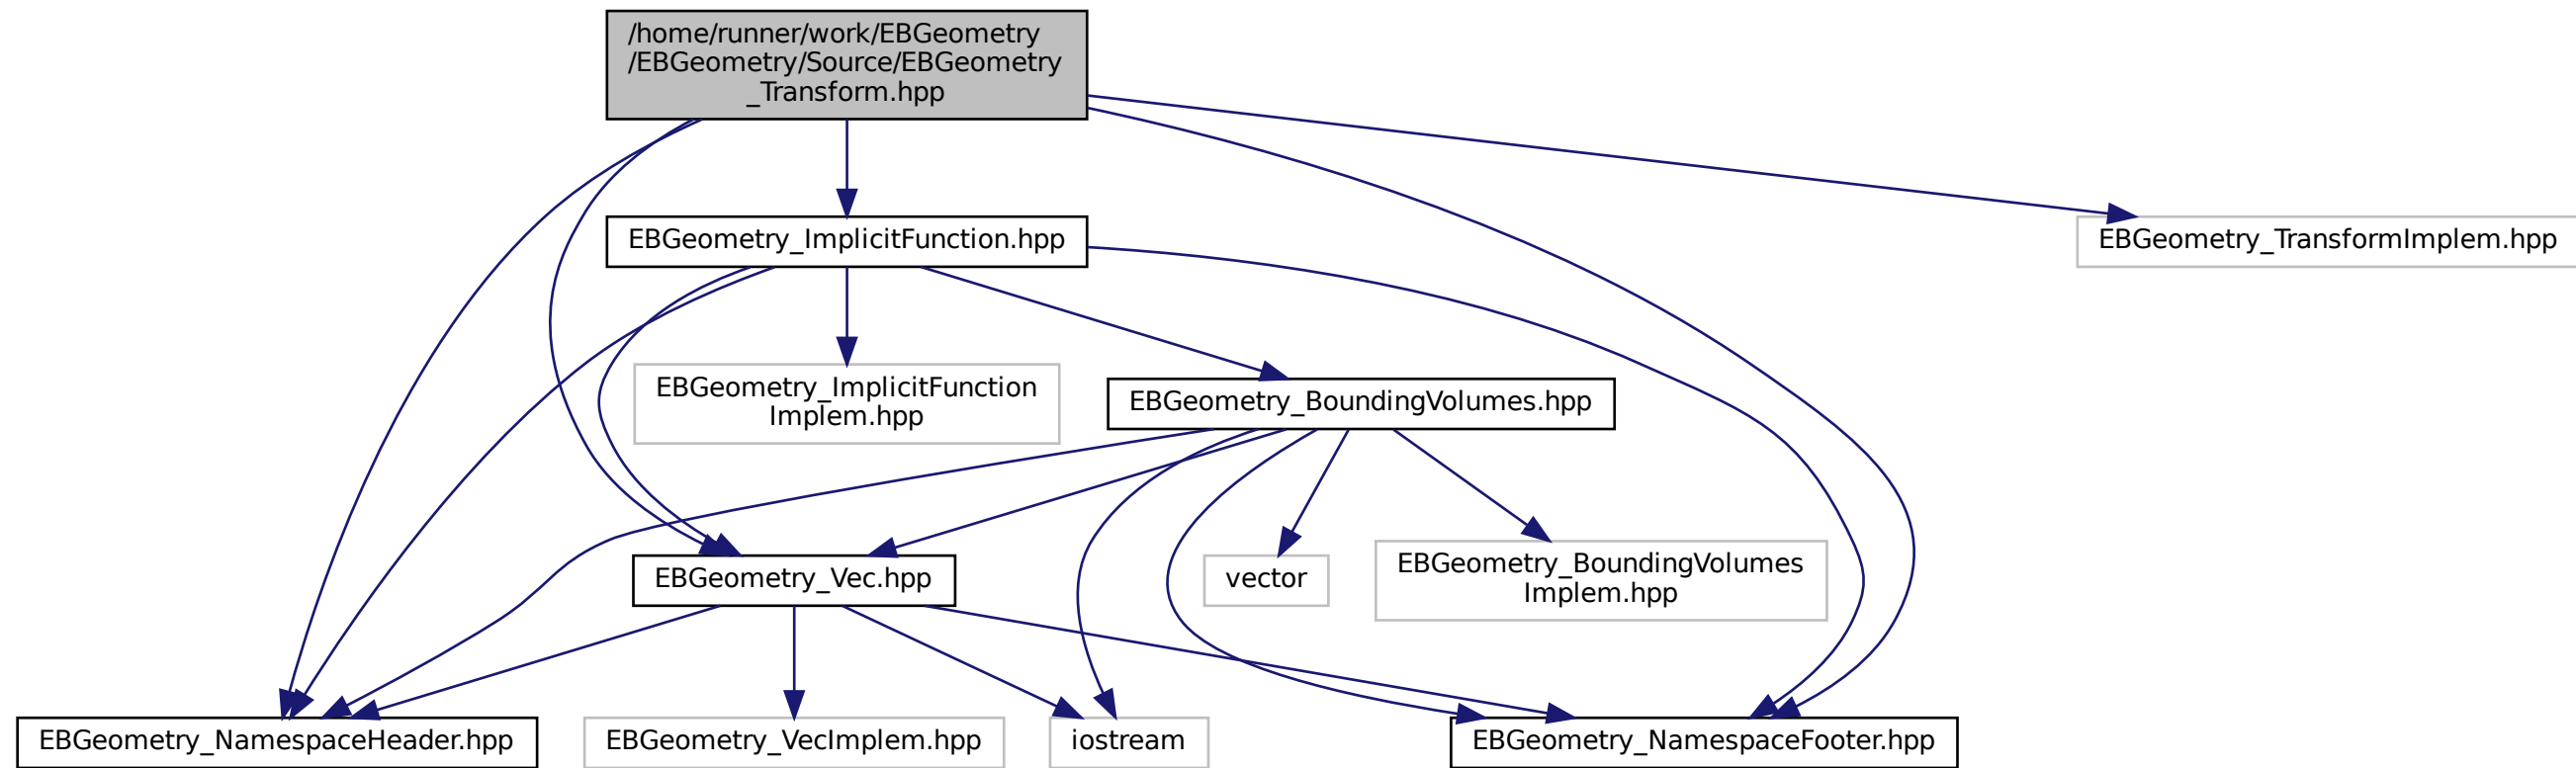 /home/runner/work/EBGeometry
/EBGeometry/Source/EBGeometry
_Transform.hpp
EBGeometry_ImplicitFunction.hpp
EBGeometry_TransformImplem.hpp
EBGeometry_ImplicitFunction
Implem.hpp
EBGeometry_BoundingVolumes.hpp
EBGeometry_Vec.hpp
vector
EBGeometry_BoundingVolumes
Implem.hpp
EBGeometry_NamespaceHeader.hpp
EBGeometry_VecImplem.hpp
iostream
EBGeometry_NamespaceFooter.hpp